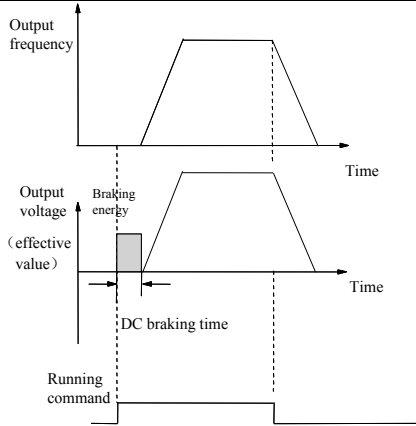 Output
frequency
Time
Output
voltage
（effective
value）
Braking
energy
Time
DC braking time
Running
command